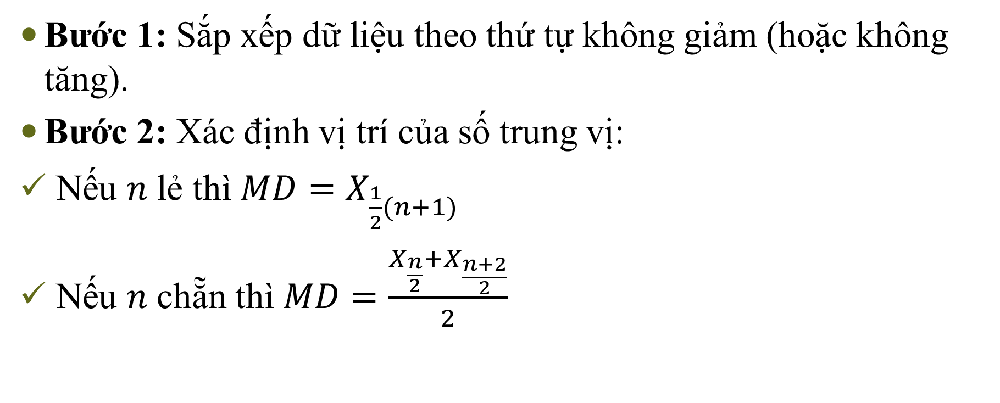 • Bước 1: Sắp xếp dữ liệu theo thứ tự không giảm (hoặc không
tăng).
• Bước 2: Xác định vị trí của số trung vị:
✓ Nếu n lẻ thì $MD = X_{\frac{1}{2}(n+1)}$
✓ Nếu n chẵn thì $MD = \frac{X_{\frac{n}{2}}+X_{\frac{n+2}{2}}}{2}$